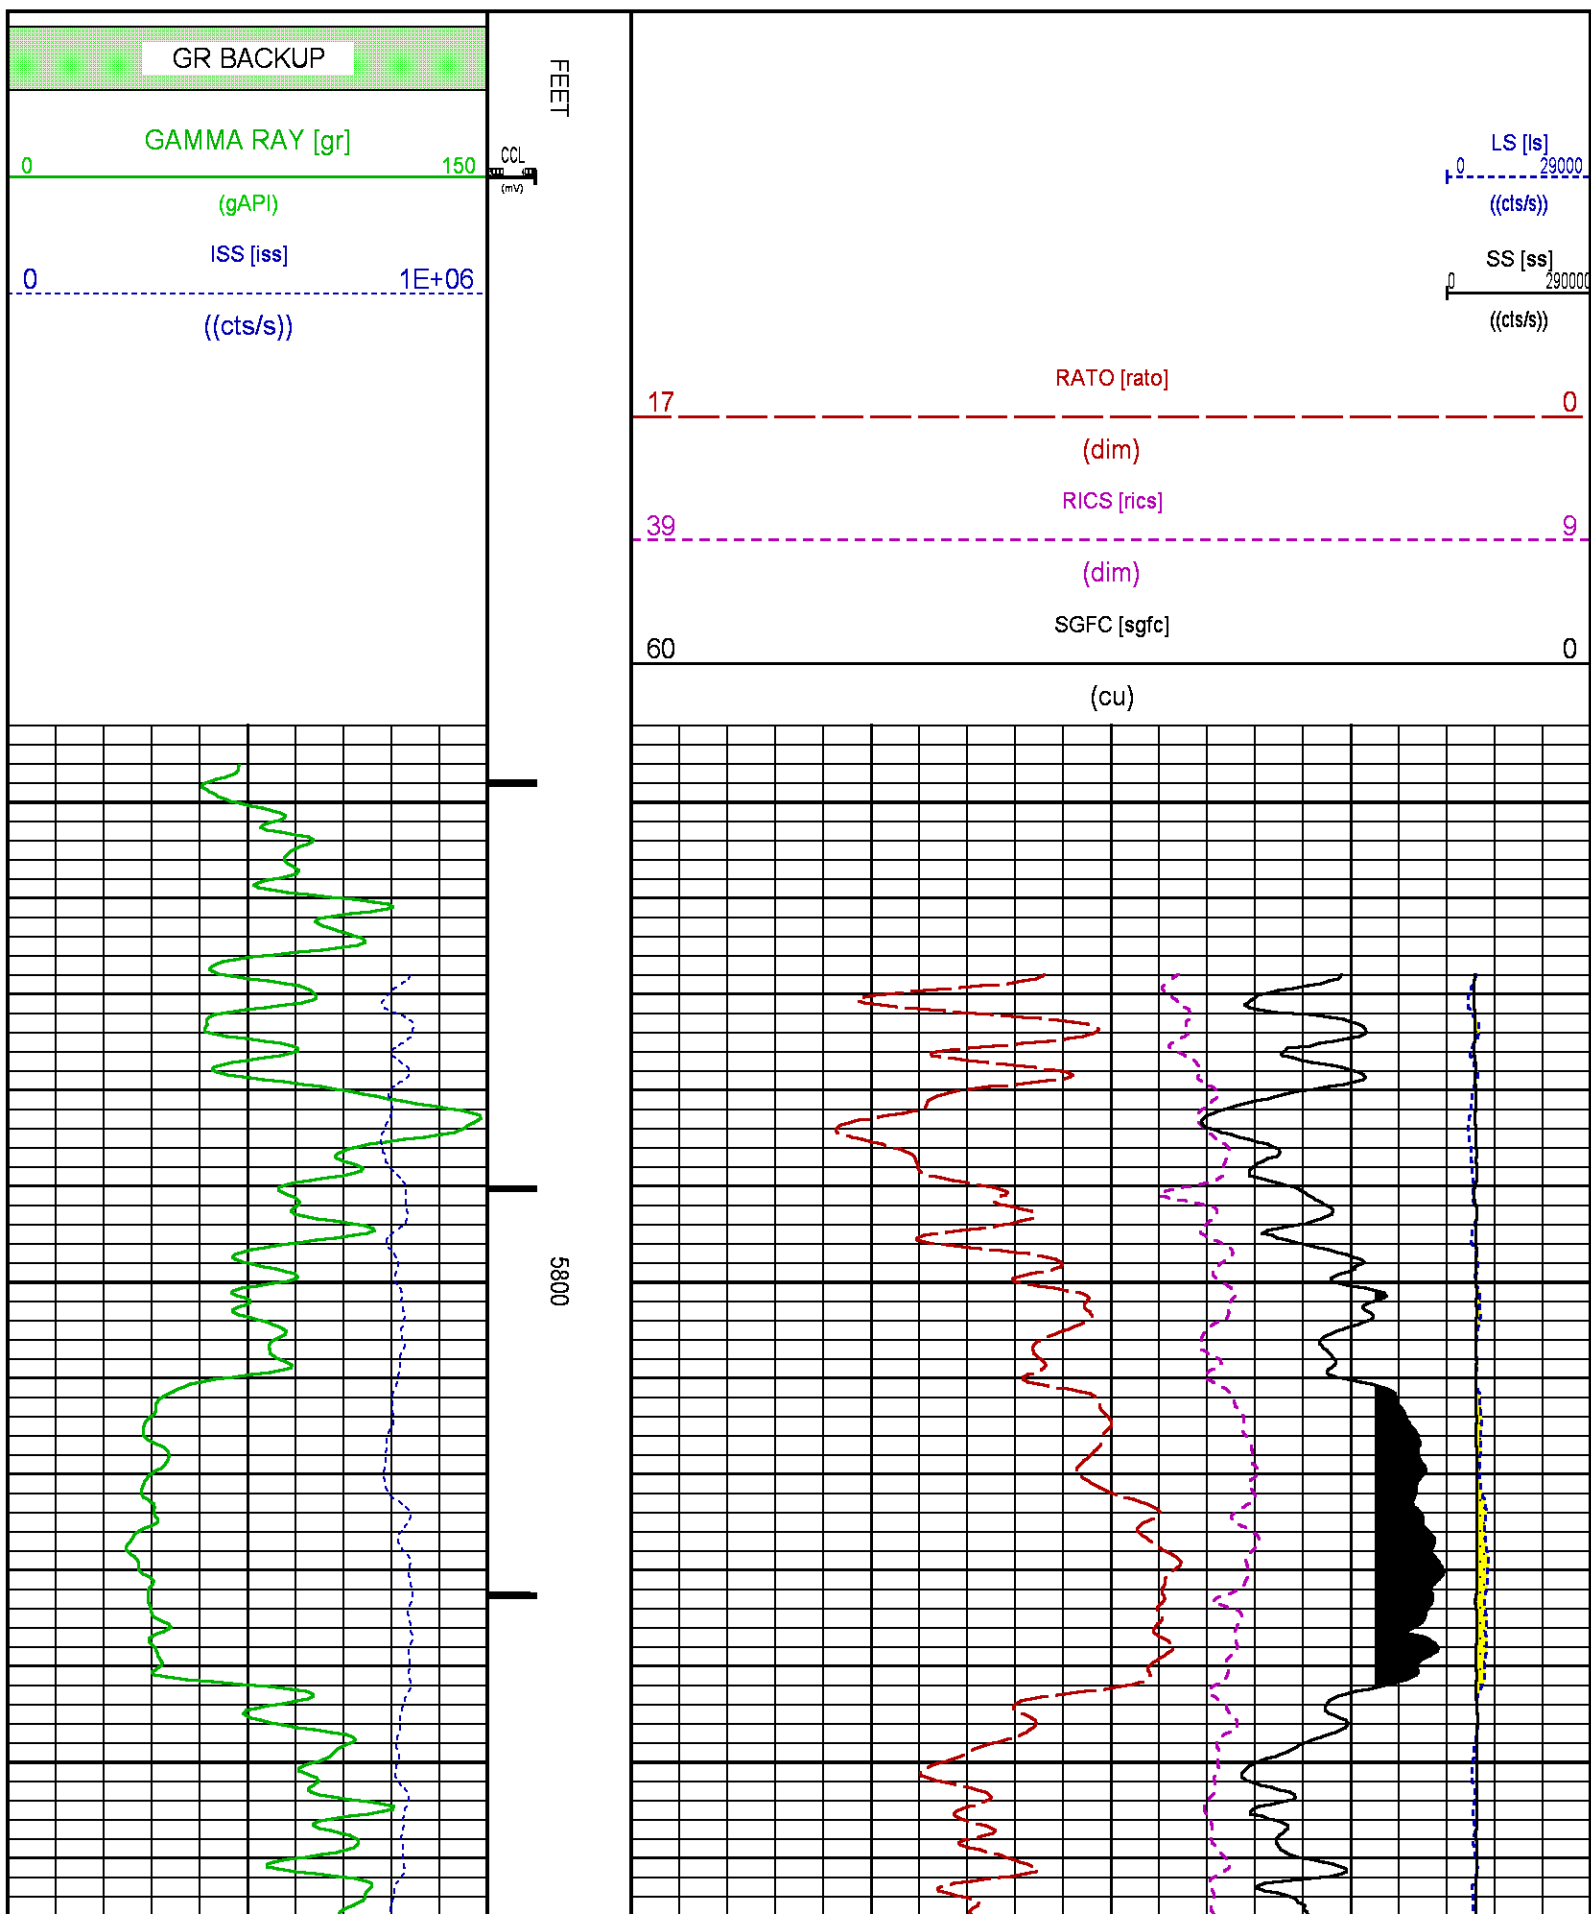 GR BACKUP
GAMMA RAY [gr]
0 150
(gAPI)
ISS [iss]
0 1E+06
((cts/s))
FEET
CCL
(mV)
LS [ls]
0 29000
((cts/s))
SS [ss]
0 290000
((cts/s))
RATO [rato]
17 0
(dim)
RICS [rics]
39 9
(dim)
SGFC [sgfc]
60 0
(cu)
5800